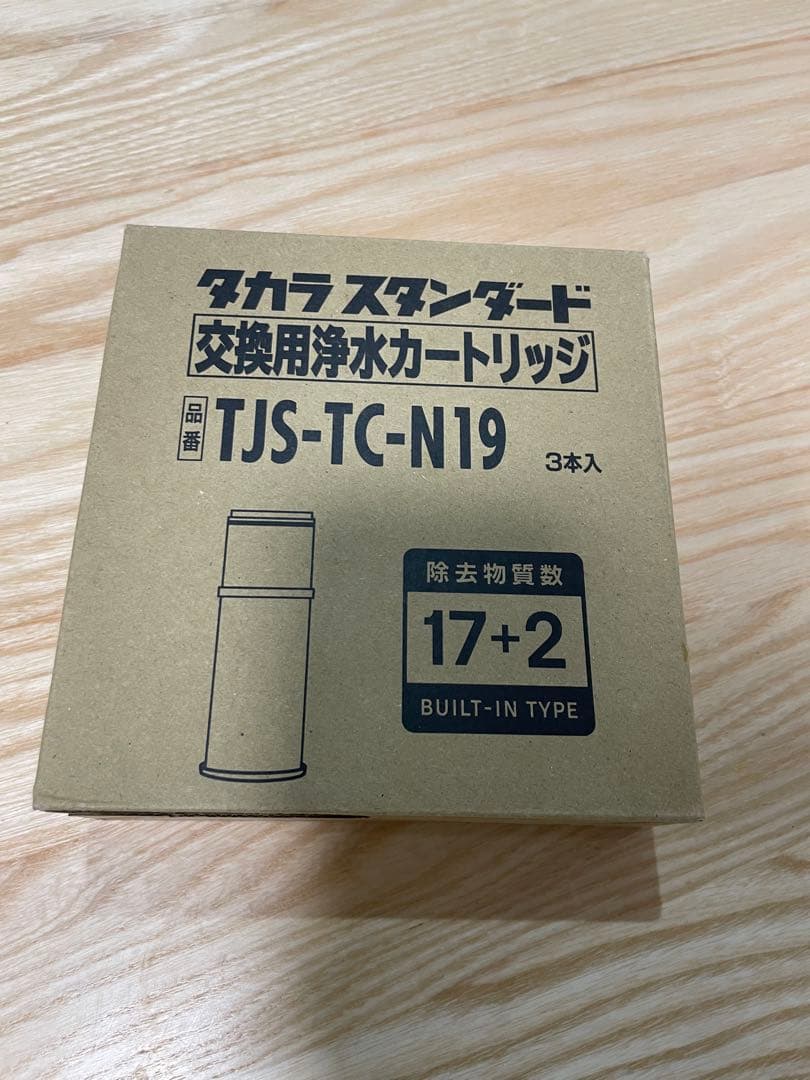 タカラスタンダード
交換用浄水カートリッジ
品番 TJS-TC-N19 3本入
除去物質数
17+2
BUILT-IN TYPE